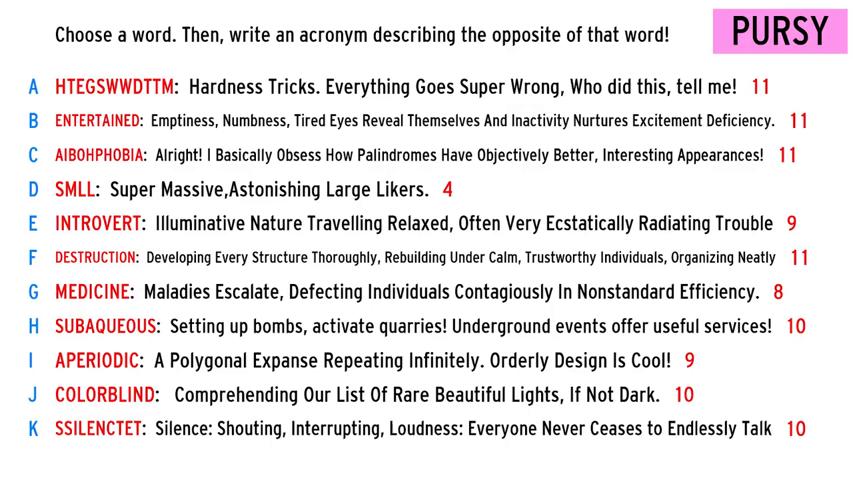 Choose a word. Then, write an acronym describing the opposite of that word!
PURSY
A HTEGSWWDTTM: Hardness Tricks. Everything Goes Super Wrong, Who did this, tell me! 11
B ENTERTAINED: Emptiness, Numbness, Tired Eyes Reveal Themselves And Inactivity Nurtures Excitement Deficiency. 11
C AIBOHPHOBIA: Alright! I Basically Obsess How Palindromes Have Objectively Better, Interesting Appearances! 11
D SMLL: Super Massive,Astonishing Large Likers. 4
E INTROVERT: Illuminative Nature Travelling Relaxed, Often Very Ecstatically Radiating Trouble 9
F DESTRUCTION: Developing Every Structure Thoroughly, Rebuilding Under Calm, Trustworthy Individuals, Organizing Neatly 11
G MEDICINE: Maladies Escalate, Defecting Individuals Contagiously In Nonstandard Efficiency. 8
H SUBAQUEOUS: Setting up bombs, activate quarries! Underground events offer useful services! 10
I APERIODIC: A Polygonal Expanse Repeating Infinitely. Orderly Design Is Cool! 9
J COLORBLIND: Comprehending Our List Of Rare Beautiful Lights, If Not Dark. 10
K SSILENCTET: Silence: Shouting, Interrupting, Loudness: Everyone Never Ceases to Endlessly Talk 10